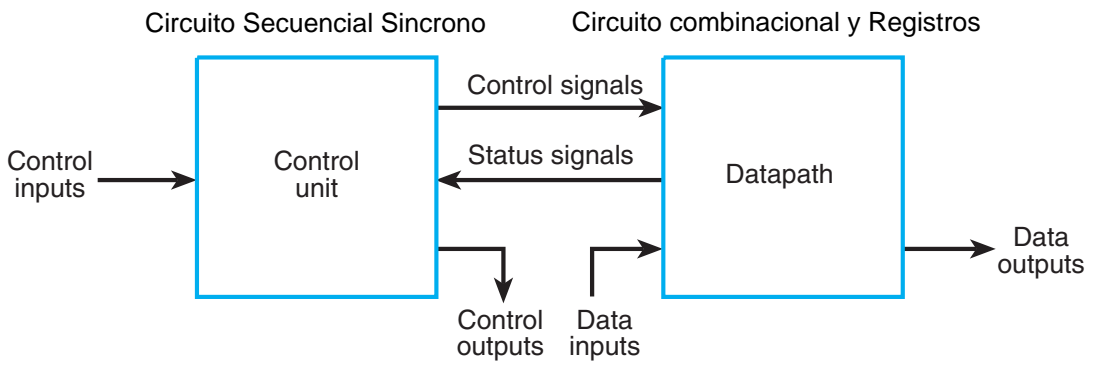 Circuito Secuencial Sincrono
Circuito combinacional y Registros
Control signals
Control
inputs
Control
unit
Status signals
Datapath
Data
outputs
Control
outputs
Data
inputs